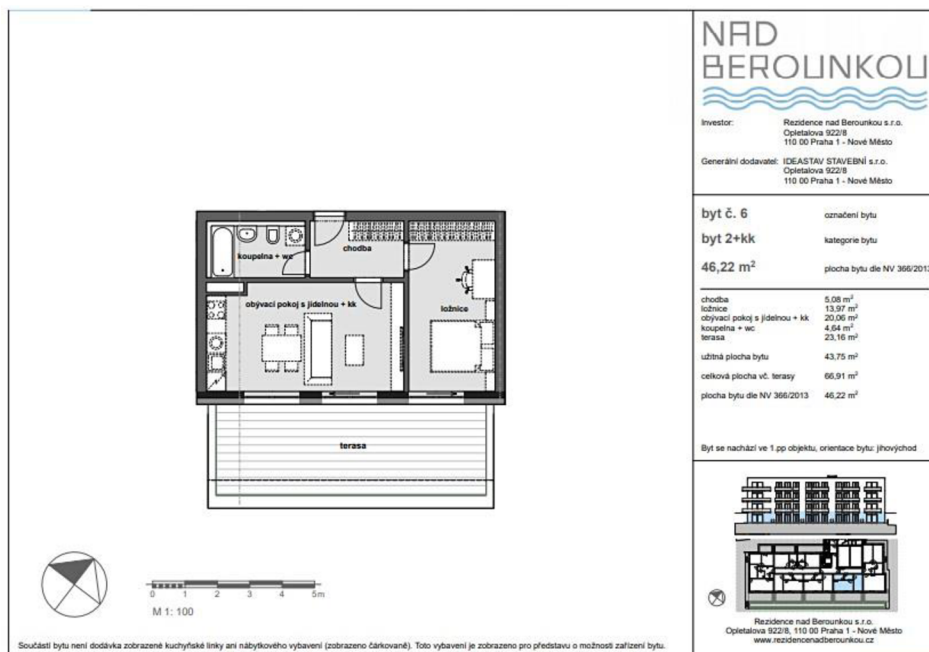 NAD
BEROUNKOU
Investor: Rezidence nad Berounkou s.r.o.
Opletalova 922/8
110 00 Praha 1 - Nové Město
Generální dodavatel: IDEASTAV STAVEBNÍ s.r.o.
Opletalova 922/8
110 00 Praha 1 - Nové Město
byt č. 6 označení bytu
byt 2+kk kategorie bytu
46,22 m² plocha bytu dle NV 366/2013
chodba 5,08 m²
ložnice 13,97 m²
obývací pokoj s jídelnou + kk 20,06 m²
koupelna + wc 4,64 m²
terasa 23,16 m²
užitná plocha bytu 43,75 m²
celková plocha vč. terasy 66,91 m²
plocha bytu dle NV 366/2013 46,22 m²
Byt se nachází ve 1.pp objektu, orientace bytu: jihovýchod
chodba
koupelna + wc
obývací pokoj s jídelnou + kk
ložnice
terasa
0 1 2 3 4 5m
M 1: 100
Rezidence nad Berounkou s.r.o.
Opletalova 922/8, 110 00 Praha 1 - Nové Město
www.rezidencenadberounkou.cz
Součástí bytu není dodávka zobrazené kuchyňské linky ani nábytkového vybavení (zobrazeno čárkovaně). Toto vybavení je zobrazeno pro představu o možnosti zařízení bytu.